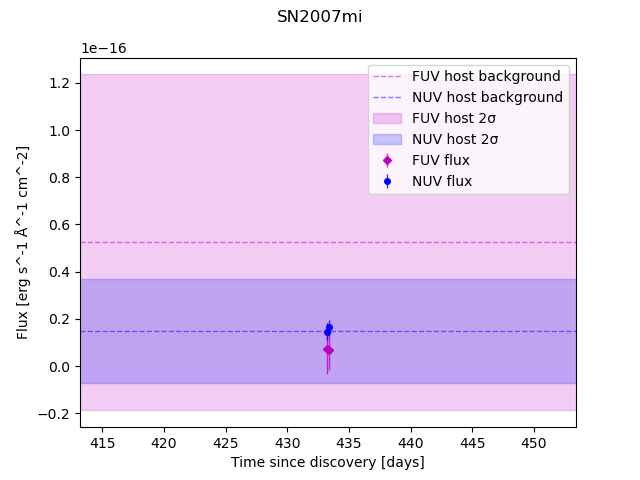 SN2007mi
1e−16
1.2
1.0
0.8
0.6
0.4
0.2
0.0
−0.2
Flux [erg s^-1 Å^-1 cm^-2]
FUV host background
NUV host background
FUV host 2σ
NUV host 2σ
FUV flux
NUV flux
415 420 425 430 435 440 445 450
Time since discovery [days]